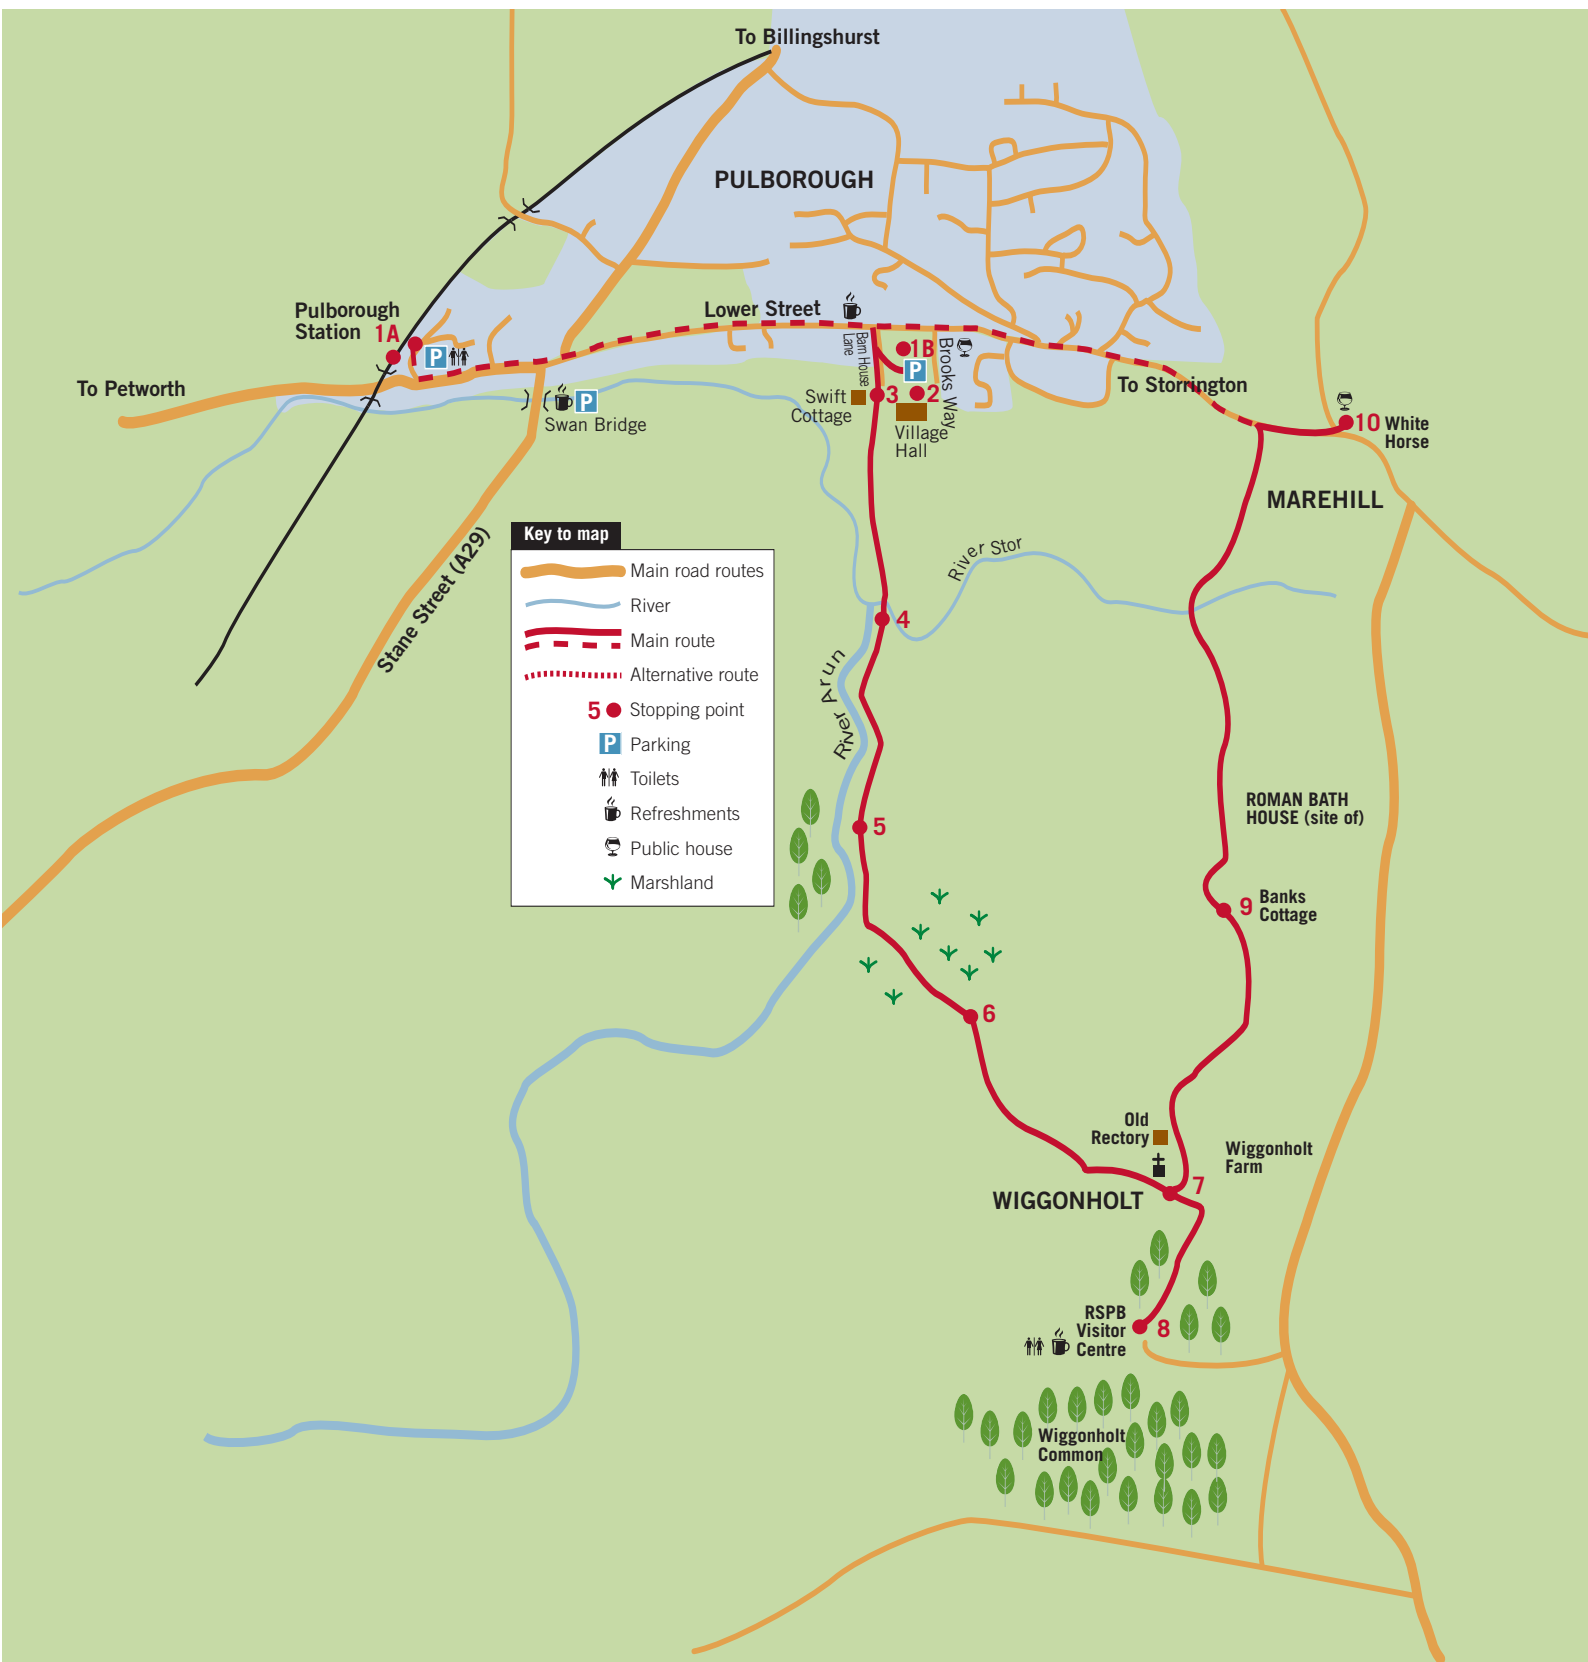 To Billingshurst
PULBOROUGH
Pulborough
Station 1A
P
Lower Street
Barn House
Lane
1B
P
Brooks Way
To Petworth
To Storrington
P
Swan Bridge
Swift
Cottage
3
2
Village
Hall
10 White
Horse
MAREHILL
Stane Street (A29)
Key to map
Main road routes
River
Main route
Alternative route
5 Stopping point
P Parking
Toilets
Refreshments
Public house
Marshland
River Stor
4
River Arun
5
ROMAN BATH
HOUSE (site of)
9 Banks
Cottage
6
Old
Rectory
Wiggonholt
Farm
7
WIGGONHOLT
RSPB
Visitor
Centre
8
Wiggonholt
Common